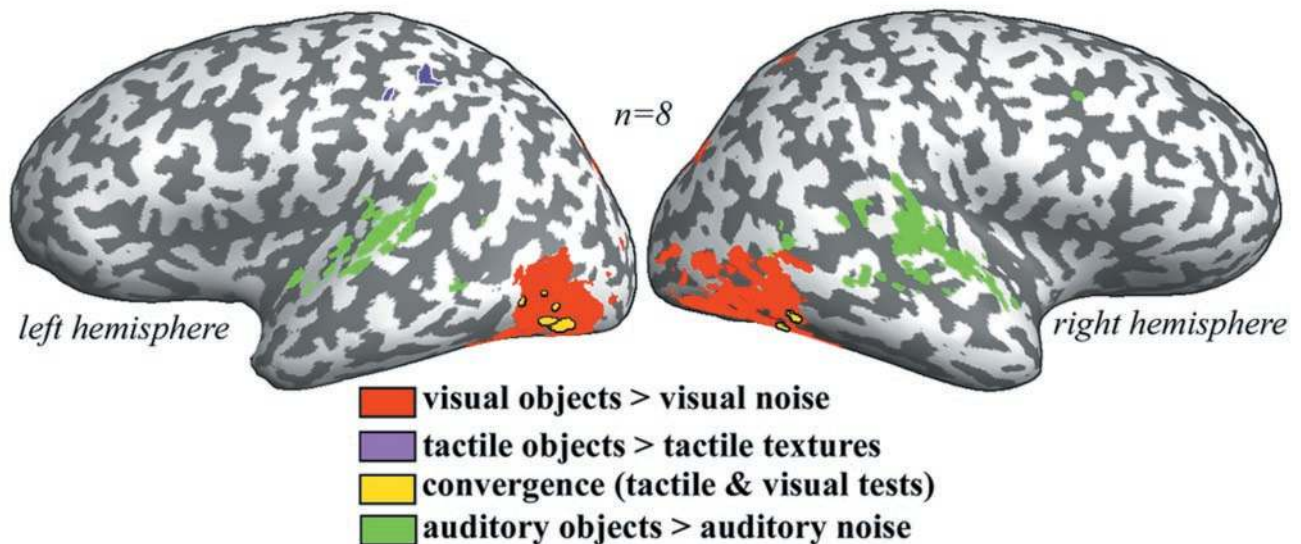 n=8
left hemisphere
right hemisphere
visual objects > visual noise
tactile objects > tactile textures
convergence (tactile & visual tests)
auditory objects > auditory noise